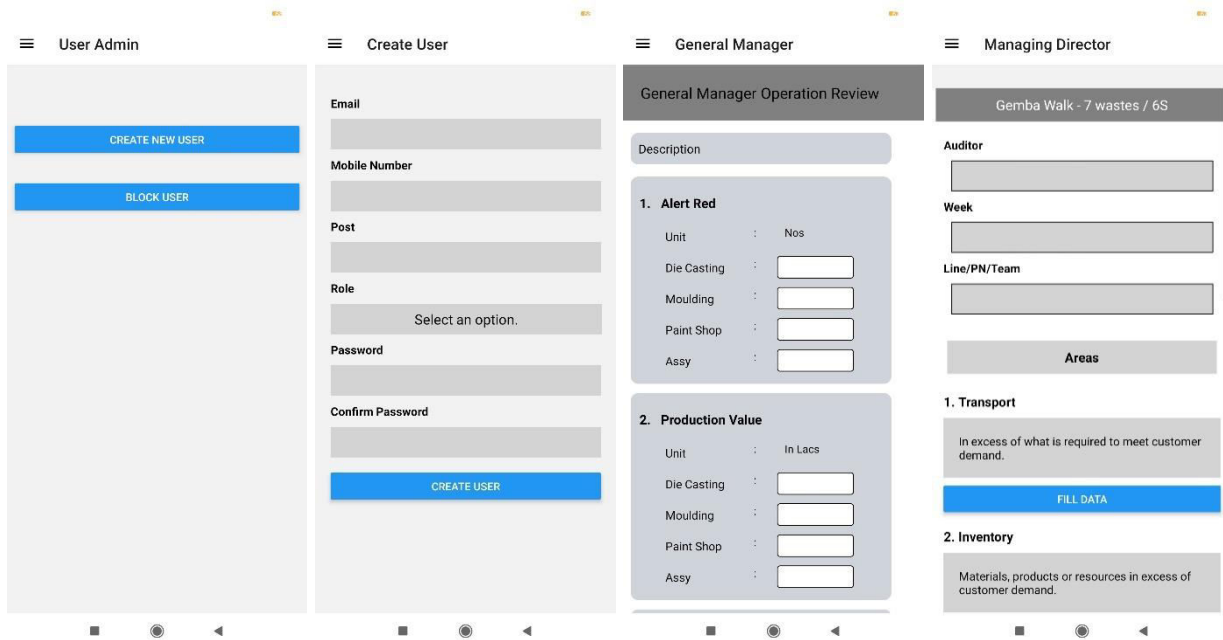 User Admin
CREATE NEW USER
BLOCK USER
Create User
Email
Mobile Number
Post
Role
Select an option.
Password
Confirm Password
CREATE USER
General Manager
General Manager Operation Review
Description
1. Alert Red
Unit : Nos
Die Casting :
Moulding :
Paint Shop :
Assy :
2. Production Value
Unit : In Lacs
Die Casting :
Moulding :
Paint Shop :
Assy :
Managing Director
Gemba Walk - 7 wastes / 6S
Auditor
Week
Line/PN/Team
Areas
1. Transport
In excess of what is required to meet customer
demand.
FILL DATA
2. Inventory
Materials, products or resources in excess of
customer demand.